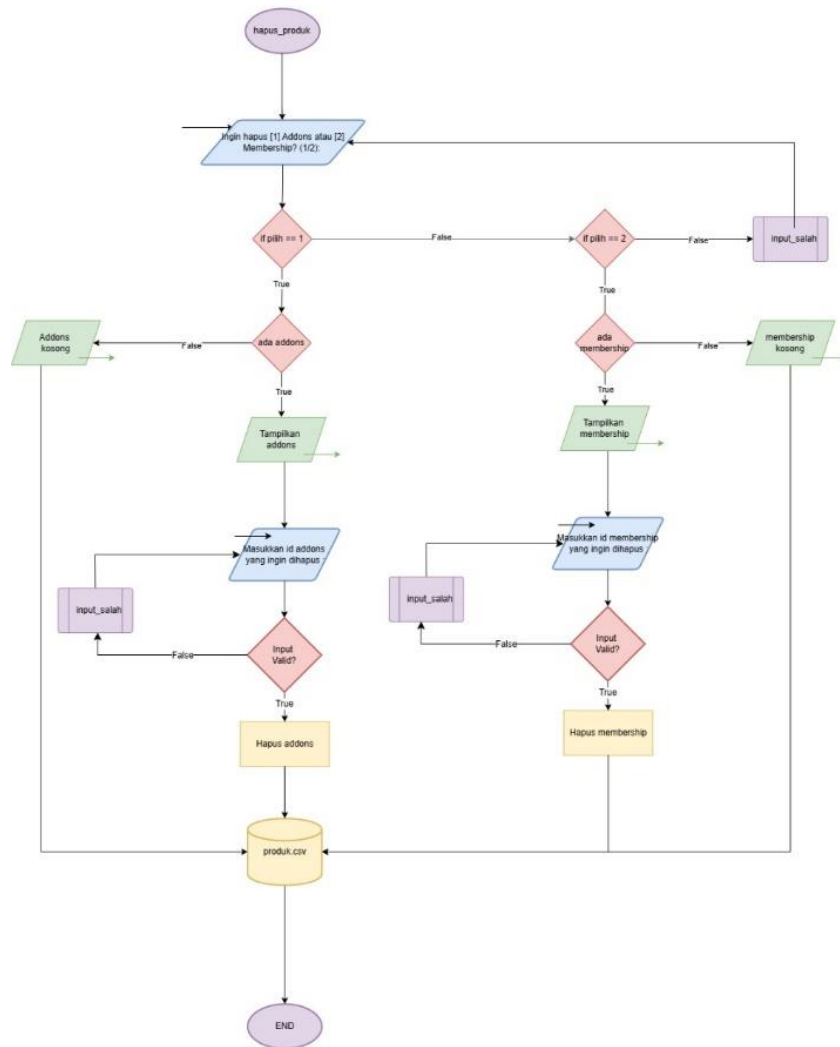 hapus_produk
Ingin hapus [1] Addons atau [2]
Membership? (1/2):
if pilih == 1
False
if pilih == 2
False
input_salah
True
True
Addons
kosong
False
ada addons
ada
membership
False
membership
kosong
True
True
Tampilkan
addons
Tampilkan
membership
Masukkan id addons
yang ingin dihapus :
Masukkan id membership
yang ingin dihapus :
input_salah
input_salah
Input
Valid?
Input
Valid?
False
False
True
True
Hapus addons
Hapus membership
produk.csv
END